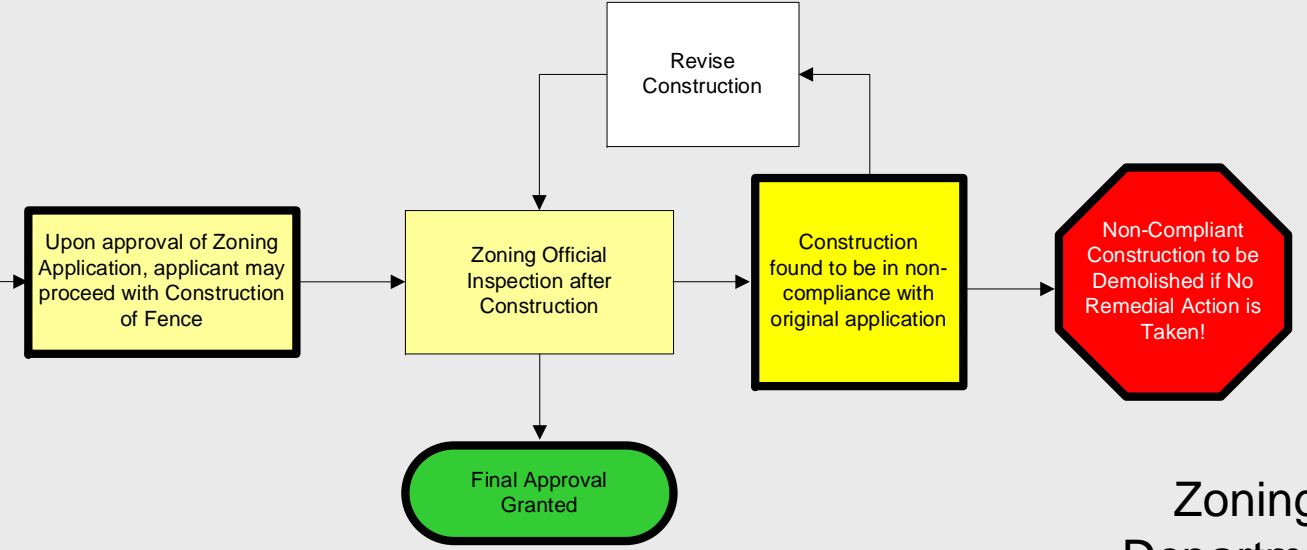 Revise
Construction
Upon approval of Zoning
Application, applicant may
proceed with Construction
of Fence
Zoning Official
Inspection after
Construction
Construction
found to be in non-
compliance with
original application
Non-Compliant
Construction to be
Demolished if No
Remedial Action is
Taken!
Final Approval
Granted
Zoning